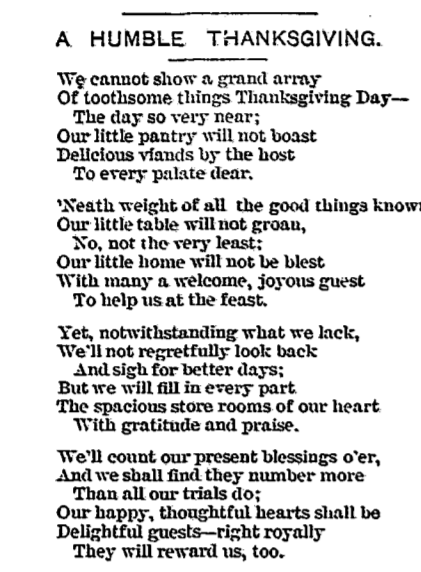 A HUMBLE THANKSGIVING.
We cannot show a grand array
Of toothsome things Thanksgiving Day—
The day so very near;
Our little pantry will not boast
Delicious viands by the host
To every palate dear.
'Neath weight of all the good things known
Our little table will not groan,
No, not the very least;
Our little home will not be blest
With many a welcome, joyous guest
To help us at the feast.
Yet, notwithstanding what we lack,
We'll not regretfully look back
And sigh for better days;
But we will fill in every part
The spacious store rooms of our heart
With gratitude and praise.
We'll count our present blessings o'er,
And we shall find they number more
Than all our trials do;
Our happy, thoughtful hearts shall be
Delightful guests—right royally
They will reward us, too.